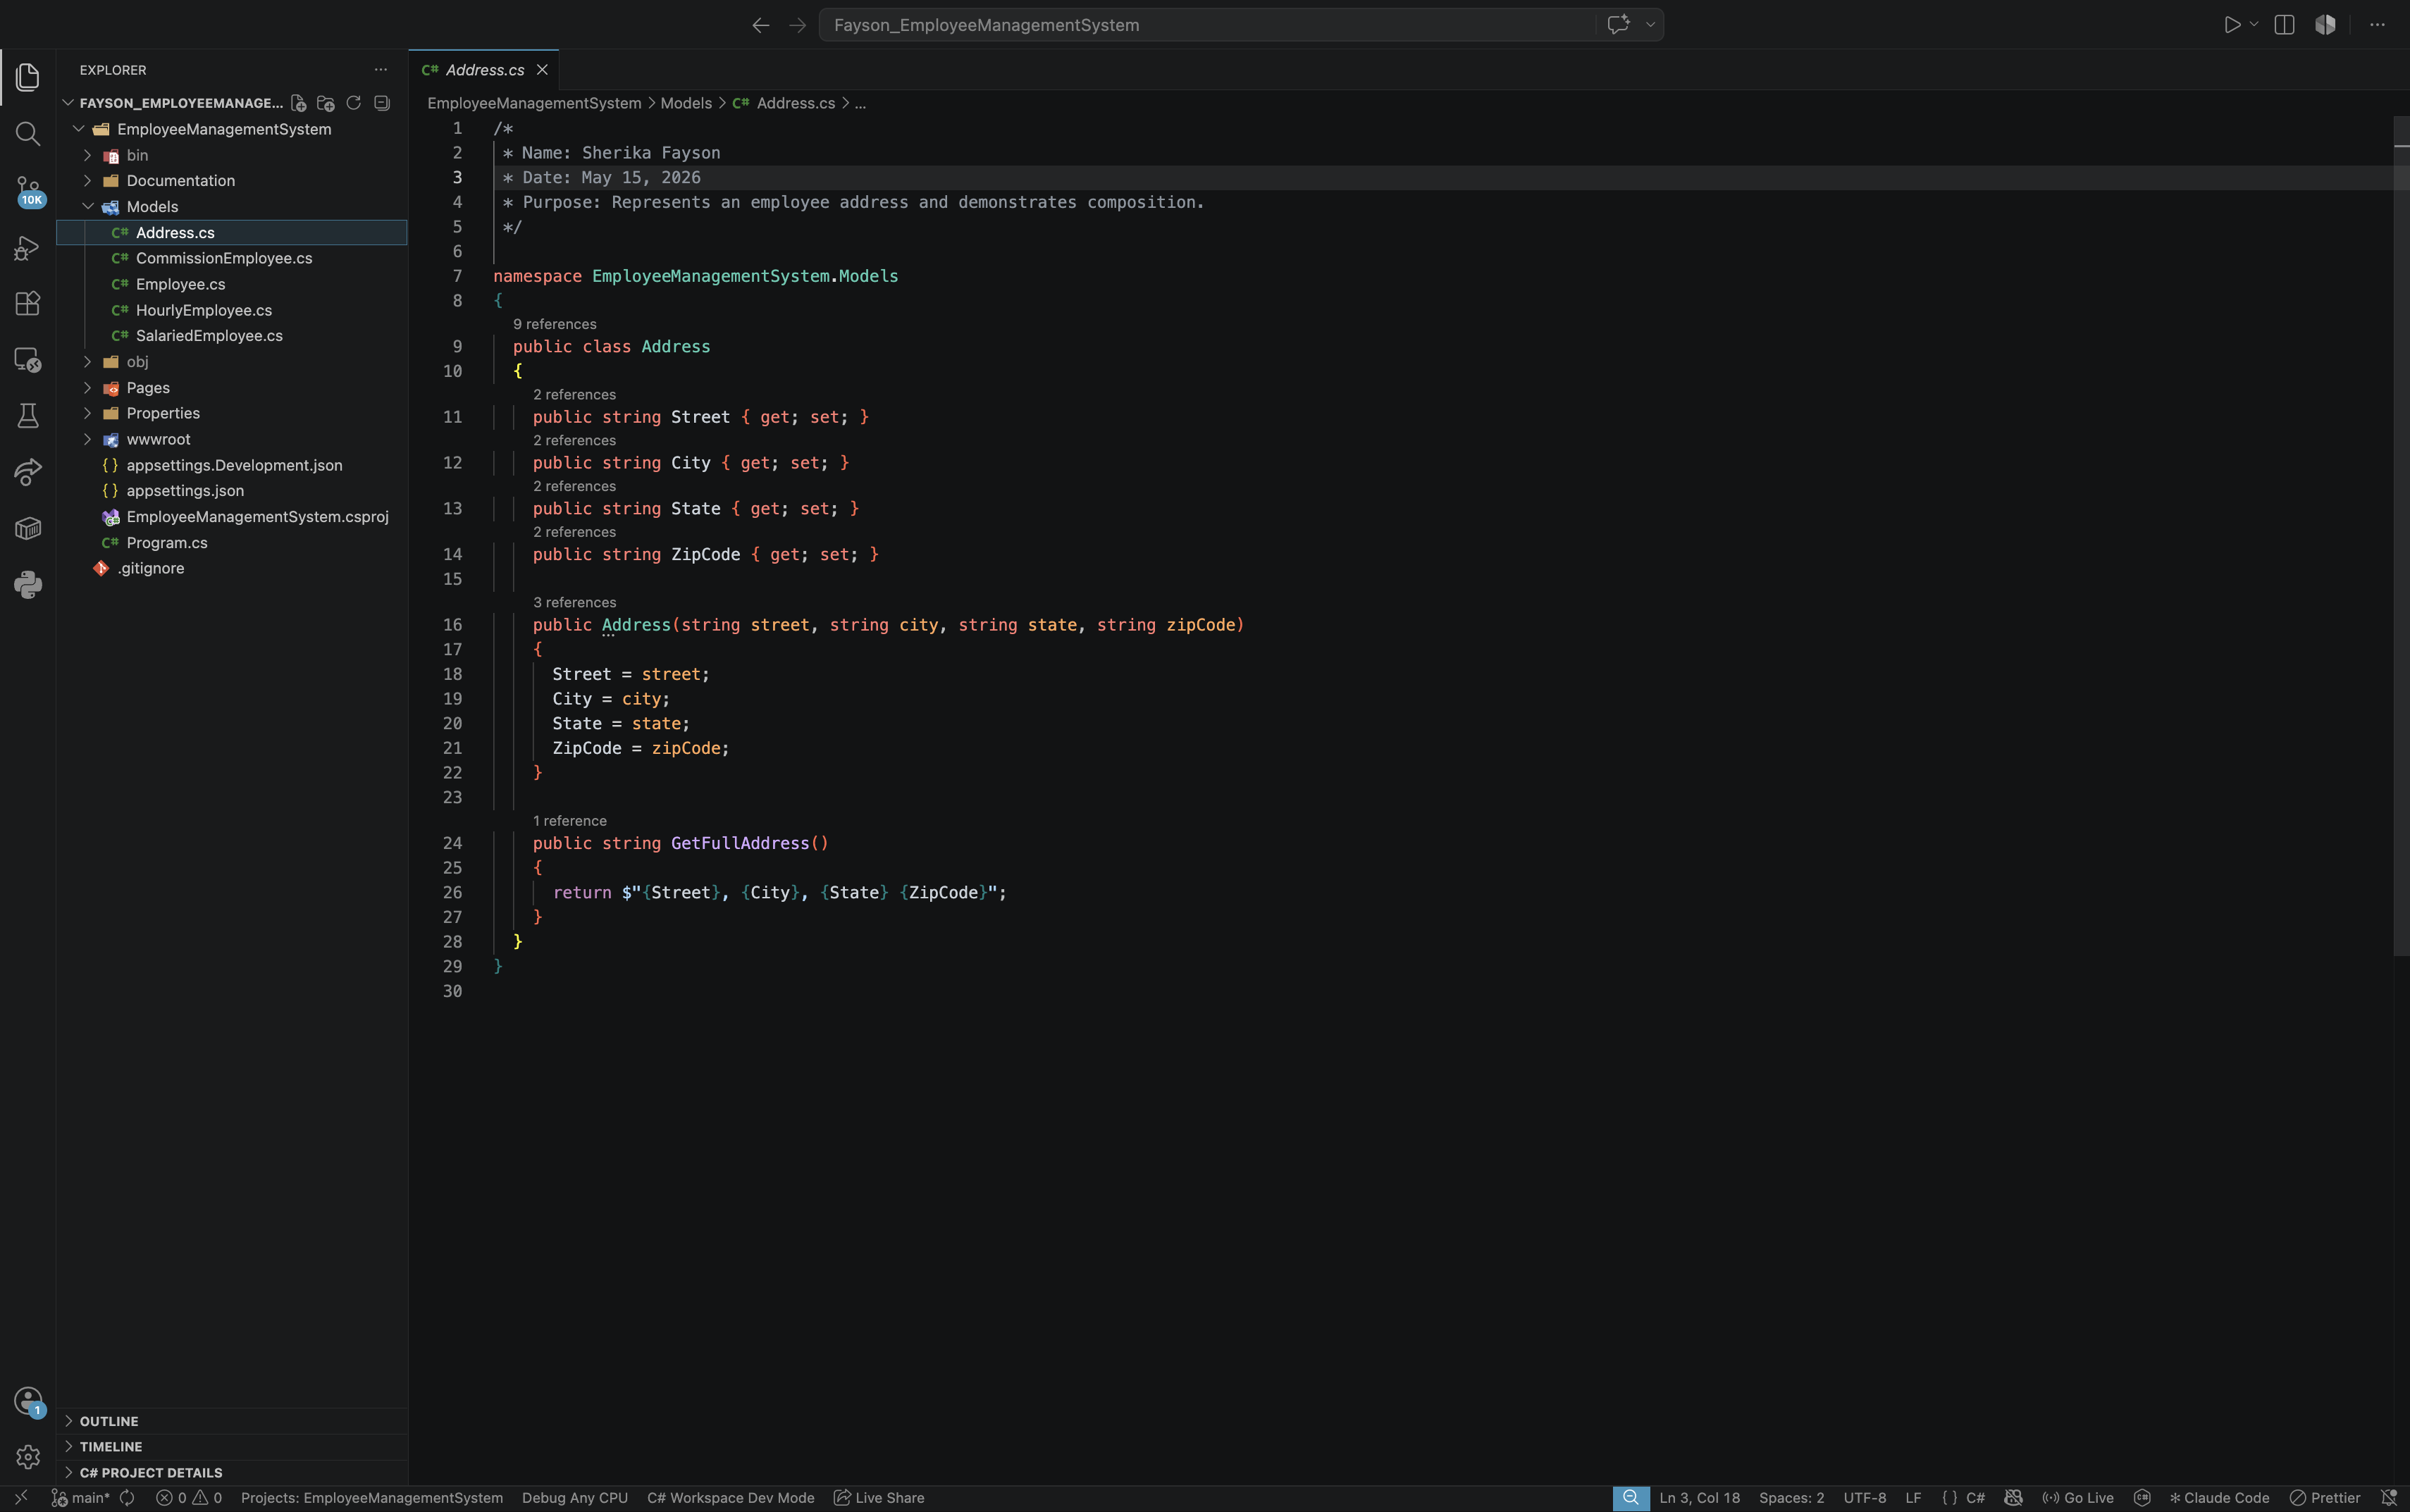 Fayson_EmployeeManagementSystem
EXPLORER
FAYSON_EMPLOYEEMANAGE...
EmployeeManagementSystem
bin
Documentation
Models
C# Address.cs
C# CommissionEmployee.cs
C# Employee.cs
C# HourlyEmployee.cs
C# SalariedEmployee.cs
obj
Pages
Properties
wwwroot
{ } appsettings.Development.json
{ } appsettings.json
EmployeeManagementSystem.csproj
C# Program.cs
.gitignore
OUTLINE
TIMELINE
C# PROJECT DETAILS
10K
1
C# Address.cs
EmployeeManagementSystem > Models > C# Address.cs > ...
1 /*
2 * Name: Sherika Fayson
3 * Date: May 15, 2026
4 * Purpose: Represents an employee address and demonstrates composition.
5 */
6
7 namespace EmployeeManagementSystem.Models
8 {
9 references
9 public class Address
10 {
2 references
11 public string Street { get; set; }
2 references
12 public string City { get; set; }
2 references
13 public string State { get; set; }
2 references
14 public string ZipCode { get; set; }
15
3 references
16 public Address(string street, string city, string state, string zipCode)
17 {
18 Street = street;
19 City = city;
20 State = state;
21 ZipCode = zipCode;
22 }
23
1 reference
24 public string GetFullAddress()
25 {
26 return $"{Street}, {City}, {State} {ZipCode}";
27 }
28 }
29 }
30
main* 0 0 Projects: EmployeeManagementSystem Debug Any CPU C# Workspace Dev Mode Live Share Ln 3, Col 18 Spaces: 2 UTF-8 LF { } C# Go Live Claude Code Prettier